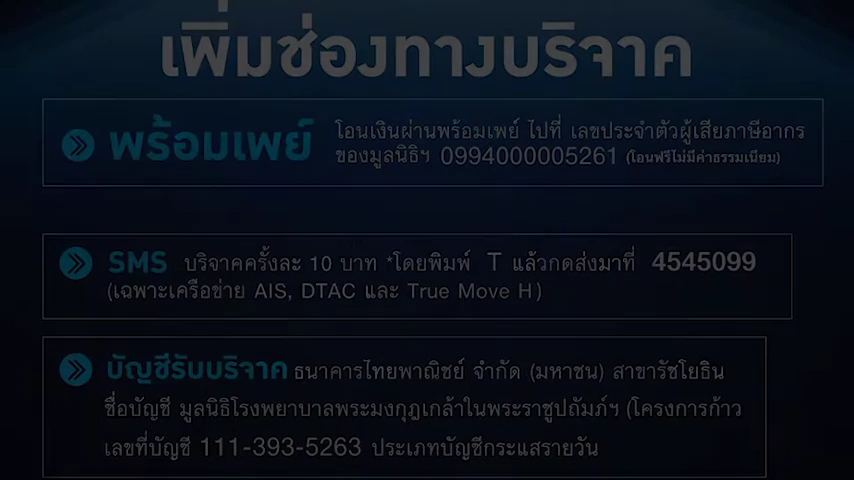 เพิ่มช่องทางบริจาค
พร้อมเพย์ โอนเงินผ่านพร้อมเพย์ ไปที่ เลขประจำตัวผู้เสียภาษีอากร
ของมูลนิธิฯ 09940000005261 (โอนฟรีไม่มีค่าธรรมเนียม)
SMS บริจาคครั้งละ 10 บาท *โดยพิมพ์ T แล้วกดส่งมาที่ 4545099
(เฉพาะเครือข่าย AIS, DTAC และ True Move H)
บัญชีรับบริจาค ธนาคารไทยพาณิชย์ จำกัด (มหาชน) สาขารัชโยธิน
ชื่อบัญชี มูลนิธิโรงพยาบาลพระมงกุฎเกล้าในพระราชูปถัมภ์ฯ (โครงการก้าว
เลขที่บัญชี 111-393-5263 ประเภทบัญชีกระแสรายวัน